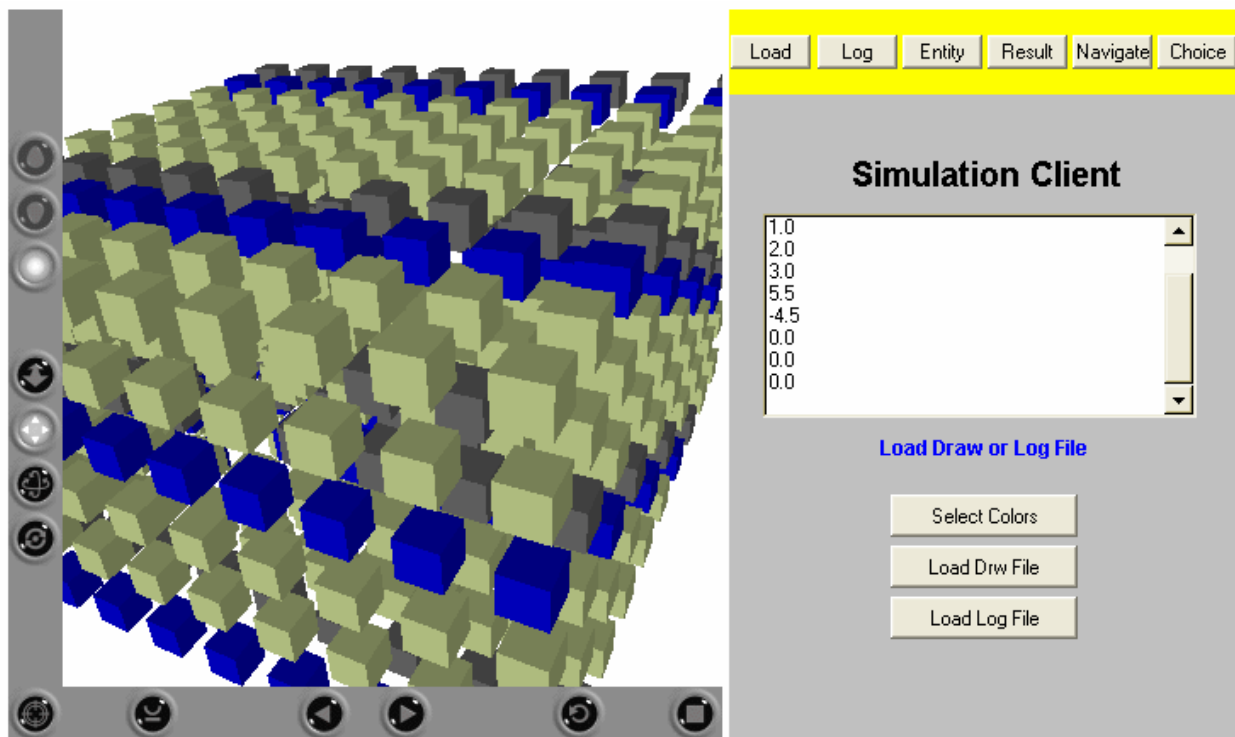 Load Log Entity Result Navigate Choice
Simulation Client
1.0
2.0
3.0
5.5
-4.5
0.0
0.0
0.0
Load Draw or Log File
Select Colors
Load Drw File
Load Log File